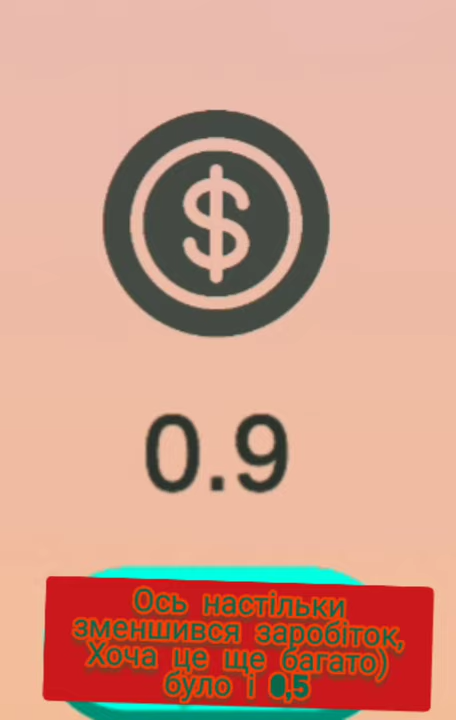 $
0.9
Ось настільки
зменшився заробіток,
Хоча це ще багато)
було і 0,5